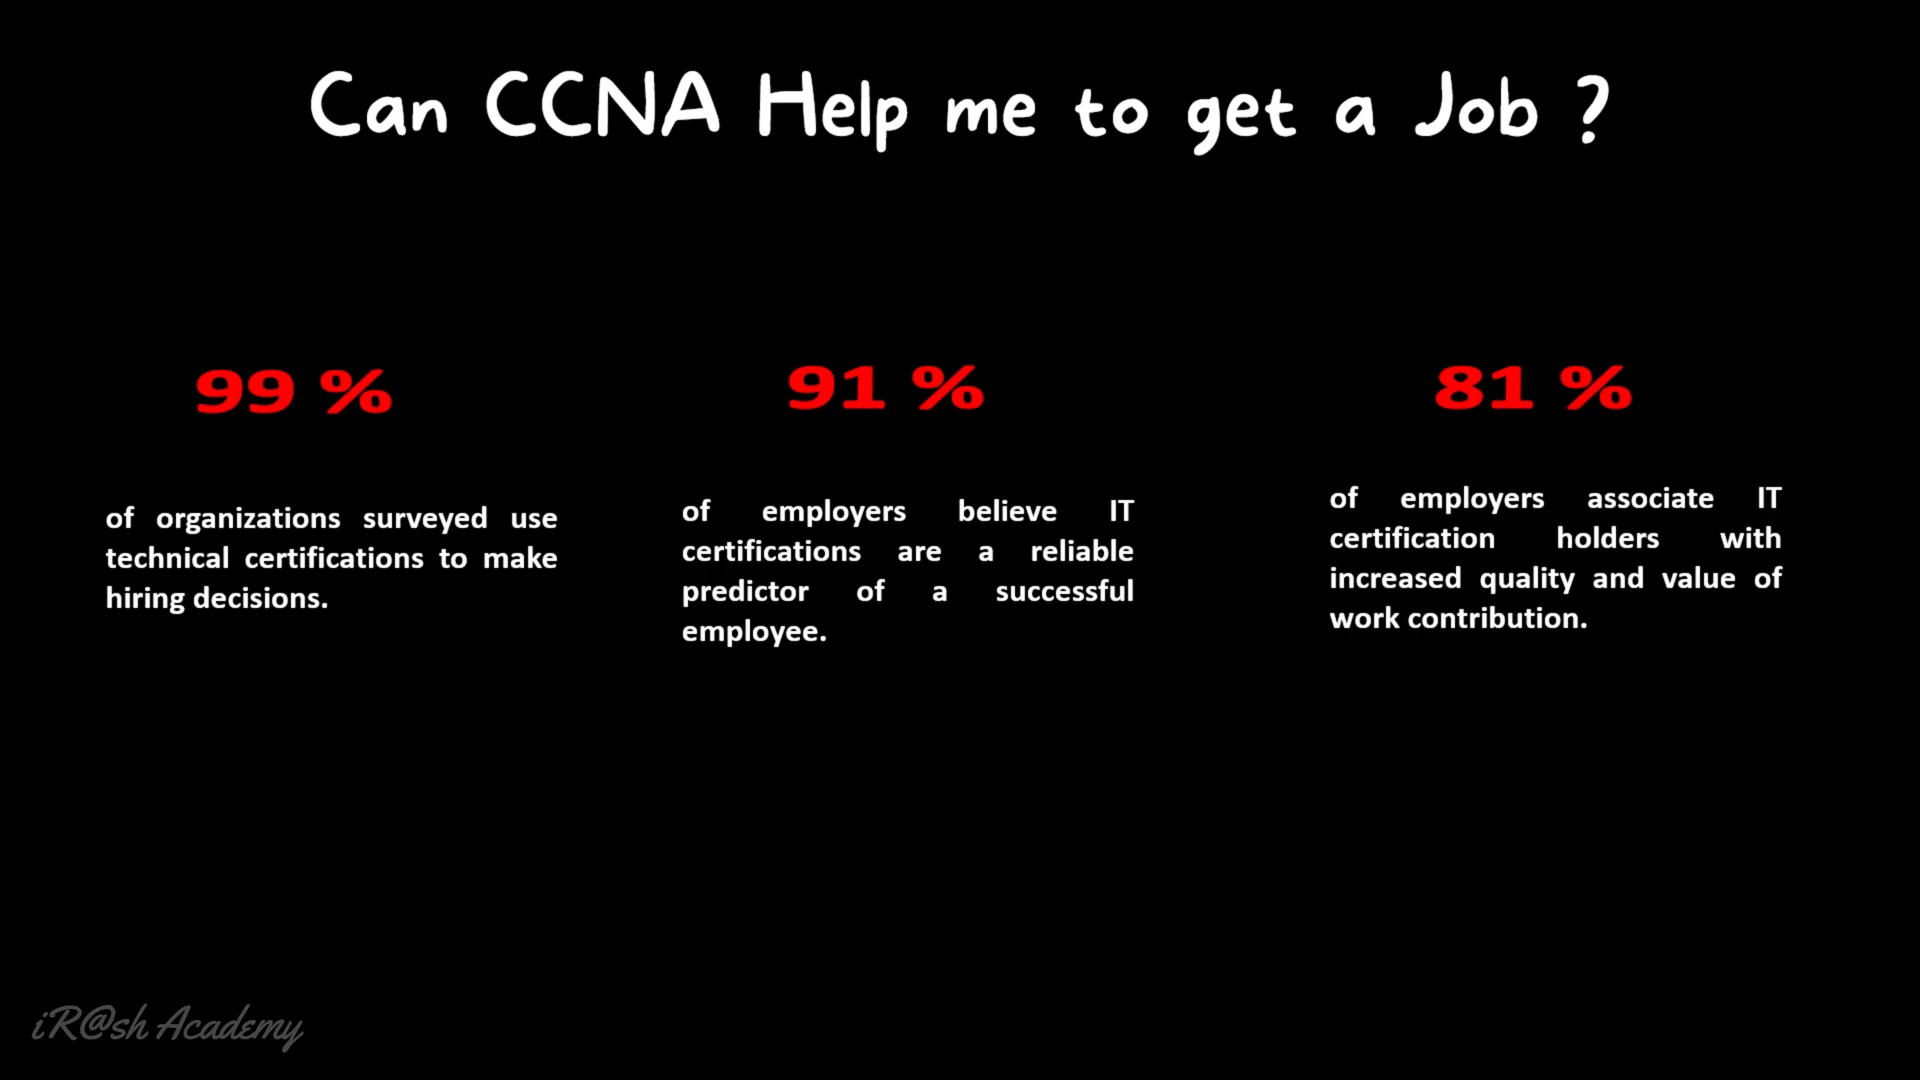 Can CCNA Help me to get a Job ?
99 %
of organizations surveyed use
technical certifications to make
hiring decisions.
91 %
of employers believe IT
certifications are a reliable
predictor of a successful
employee.
81 %
of employers associate IT
certification holders with
increased quality and value of
work contribution.
iR@sh Academy